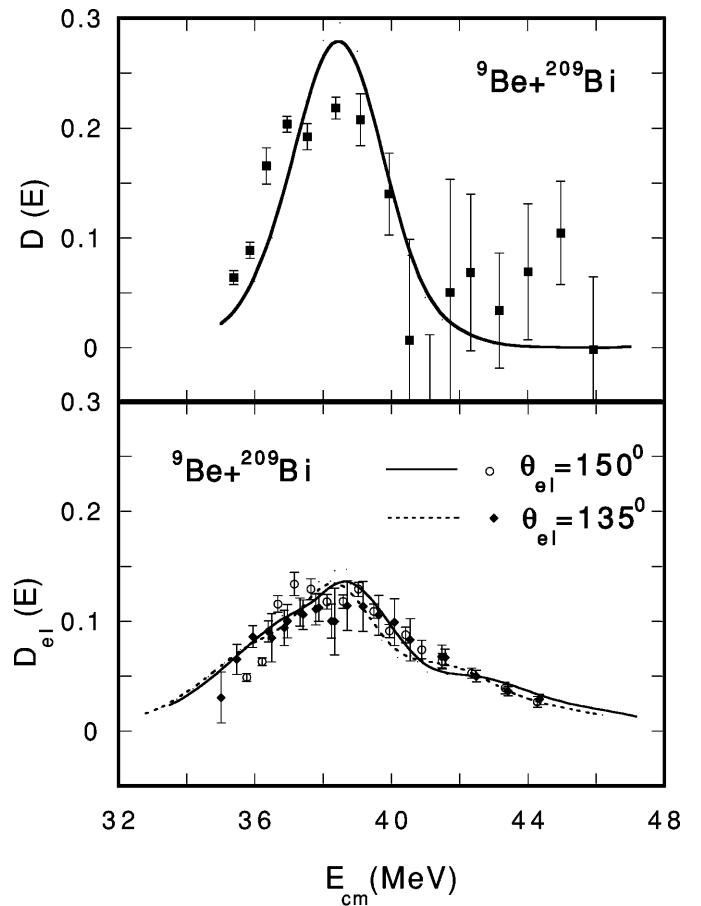 0.3
⁹Be+²⁰⁹Bi
0.2
D (E)
0.1
0
0.3
⁹Be+²⁰⁹Bi
θel=150⁰
θel=135⁰
0.2
Del (E)
0.1
0
32 36 40 44 48
Ecm(MeV)